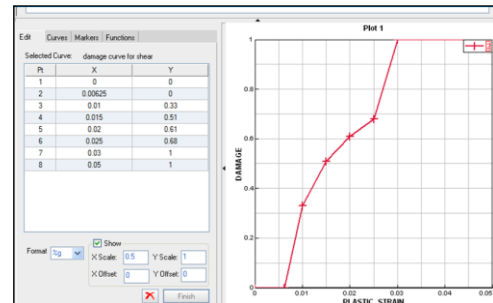 Edit Curves Markers Functions
Selected Curve: damage curve for shear
Pt X Y
1 0 0
2 0.00625 0
3 0.01 0.33
4 0.015 0.51
5 0.02 0.61
6 0.025 0.68
7 0.03 1
8 0.05 1
Show
Format %g X Scale: 0.5 Y Scale: 1
X Offset: 0 Y Offset: 0
Finish
Plot 1
1
0.8
0.6
0.4
0.2
0
DAMAGE
0 0.01 0.02 0.03 0.04 0.05
PLASTIC_STRAIN